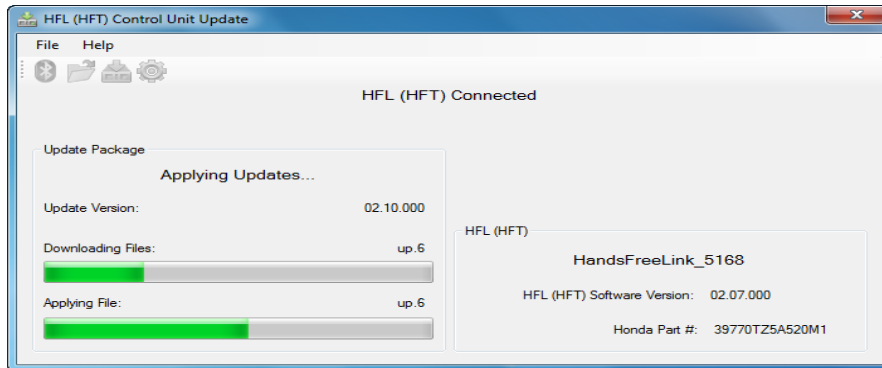 HFL (HFT) Control Unit Update
File Help
HFL (HFT) Connected
Update Package
Applying Updates...
Update Version: 02.10.000
Downloading Files: up.6
Applying File: up.6
HFL (HFT)
HandsFreeLink_5168
HFL (HFT) Software Version: 02.07.000
Honda Part #: 39770TZ5A520M1